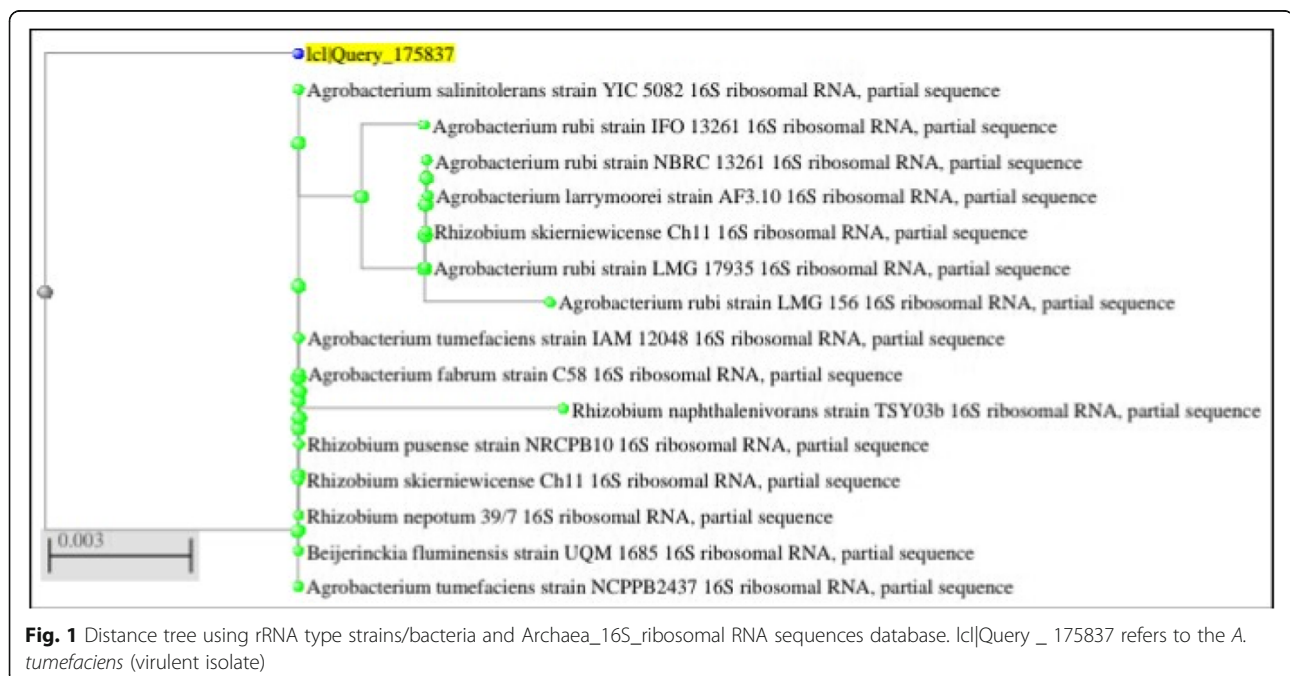 lcl|Query_175837
Agrobacterium salinitolerans strain YIC 5082 16S ribosomal RNA, partial sequence
Agrobacterium rubi strain IFO 13261 16S ribosomal RNA, partial sequence
Agrobacterium rubi strain NBRC 13261 16S ribosomal RNA, partial sequence
Agrobacterium larrymoorei strain AF3.10 16S ribosomal RNA, partial sequence
Rhizobium skierniewicense Ch11 16S ribosomal RNA, partial sequence
Agrobacterium rubi strain LMG 17935 16S ribosomal RNA, partial sequence
Agrobacterium rubi strain LMG 156 16S ribosomal RNA, partial sequence
Agrobacterium tumefaciens strain IAM 12048 16S ribosomal RNA, partial sequence
Agrobacterium fabrum strain C58 16S ribosomal RNA, partial sequence
Rhizobium naphthalenivorans strain TSY03b 16S ribosomal RNA, partial sequence
Rhizobium pusense strain NRCPB10 16S ribosomal RNA, partial sequence
Rhizobium skierniewicense Ch11 16S ribosomal RNA, partial sequence
Rhizobium nepotum 39/7 16S ribosomal RNA, partial sequence
0.003
Beijerinckia fluminensis strain UQM 1685 16S ribosomal RNA, partial sequence
Agrobacterium tumefaciens strain NCPPB2437 16S ribosomal RNA, partial sequence
Fig. 1 Distance tree using rRNA type strains/bacteria and Archaea_16S_ribosomal RNA sequences database. lcl|Query _ 175837 refers to the A.
tumefaciens (virulent isolate)